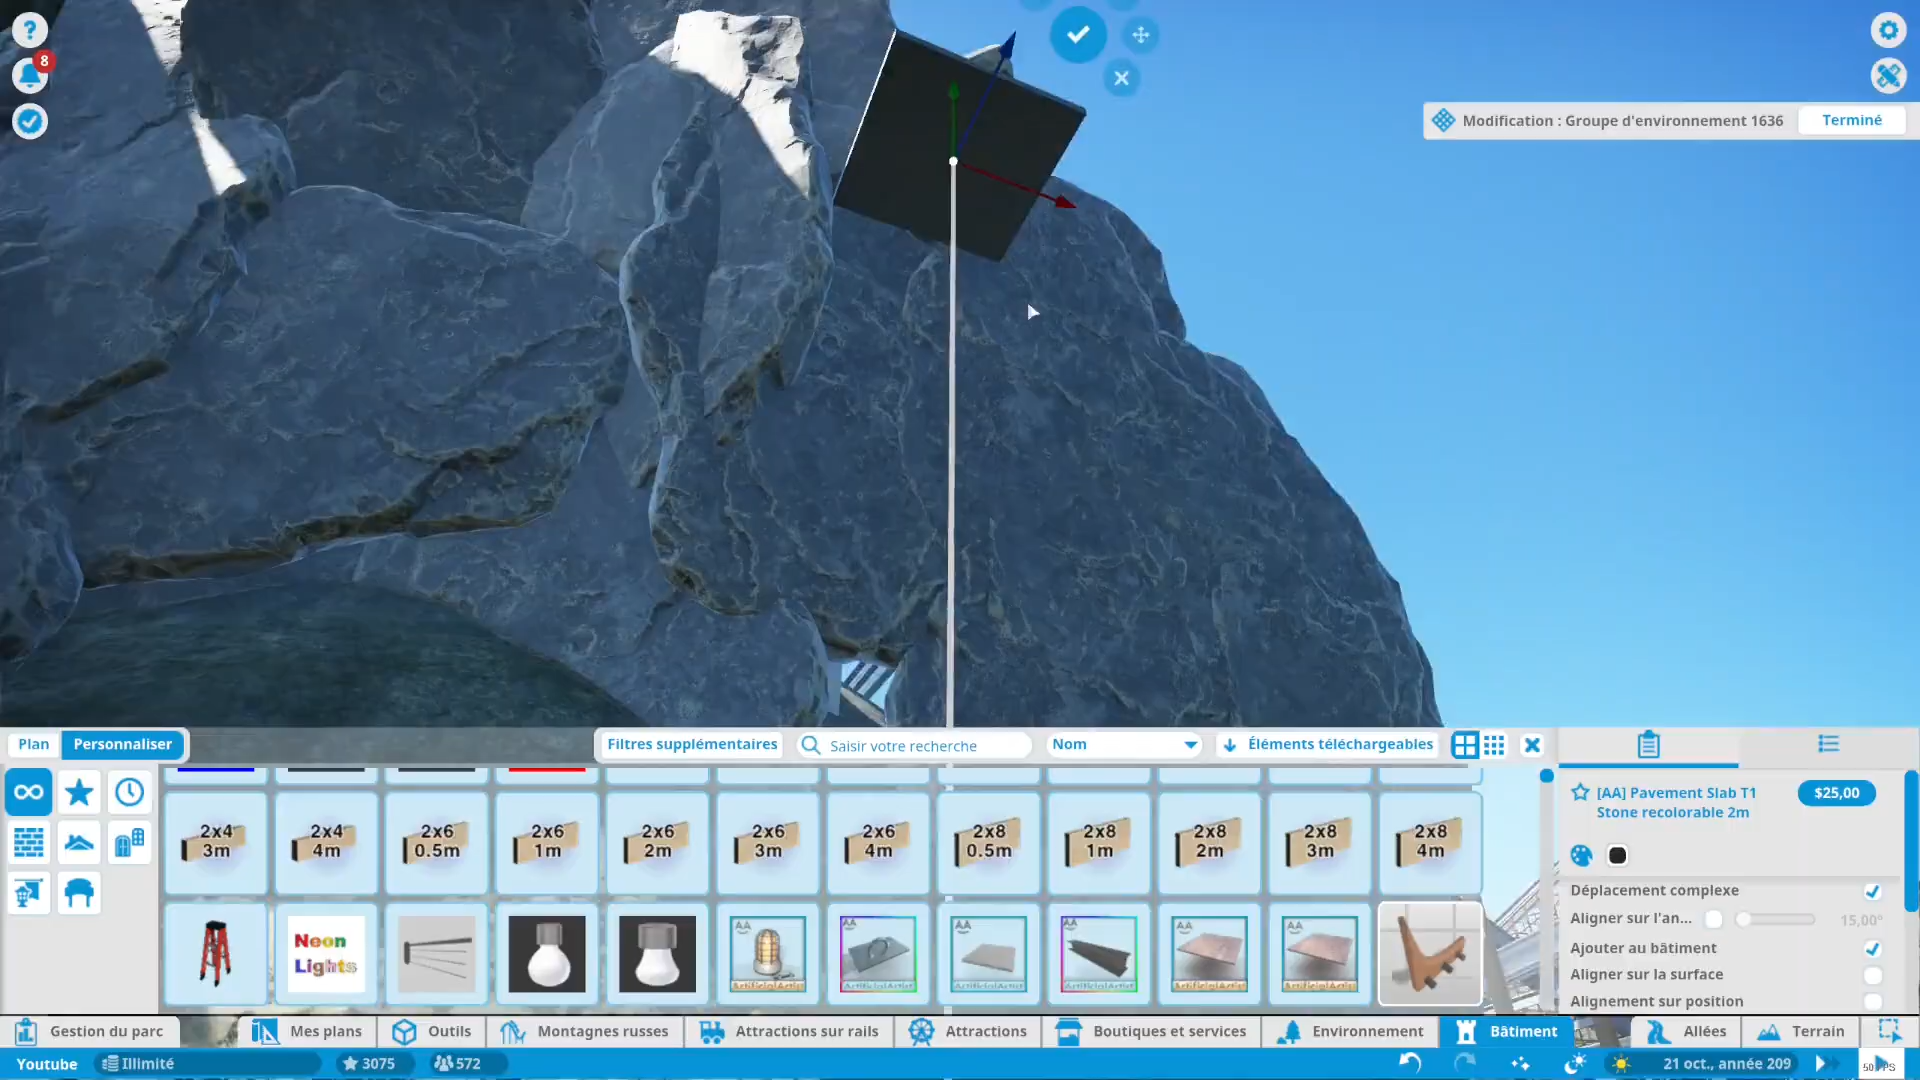 ?
8
Modification : Groupe d'environnement 1636
Terminé
Plan
Personnaliser
Filtres supplémentaires
Saisir votre recherche
Nom
Éléments téléchargeables
2x4
3m
2x4
4m
2x6
0.5m
2x6
1m
2x6
2m
2x6
3m
2x6
4m
2x8
0.5m
2x8
1m
2x8
2m
2x8
3m
2x8
4m
Neon
Lights
AA
AA
AA
AA
AA
[AA] Pavement Slab T1
Stone recolorable 2m
$25,00
Déplacement complexe
Aligner sur l'an...
15,00°
Ajouter au bâtiment
Aligner sur la surface
Alignement sur position
Gestion du parc
Mes plans
Outils
Montagnes russes
Attractions sur rails
Attractions
Boutiques et services
Environnement
Bâtiment
Allées
Terrain
Youtube
Illimité
3075
572
21 oct., année 209